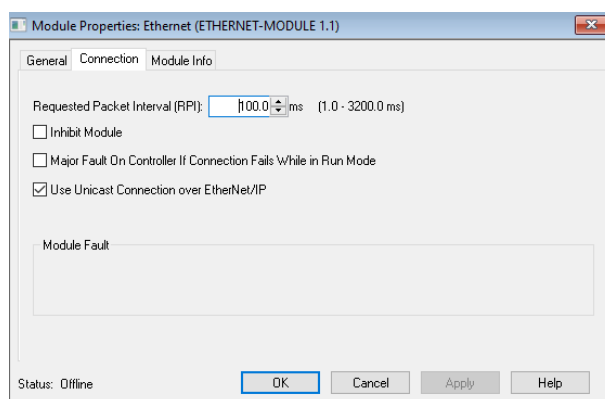 Module Properties: Ethernet (ETHERNET-MODULE 1.1)
General Connection Module Info
Requested Packet Interval (RPI): 100.0 ms (1.0 - 3200.0 ms)
Inhibit Module
Major Fault On Controller If Connection Fails While in Run Mode
Use Unicast Connection over EtherNet/IP
Module Fault
Status: Offline OK Cancel Apply Help